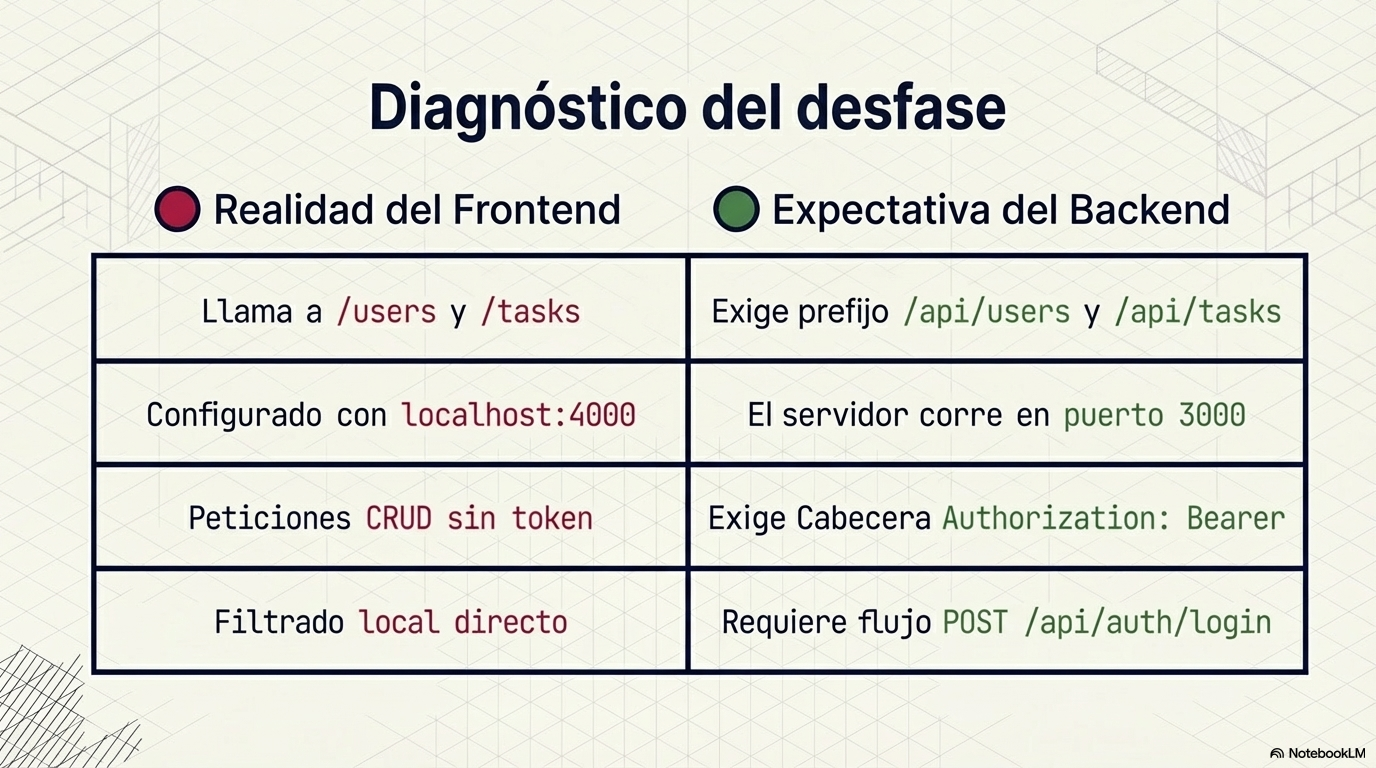 Diagnóstico del desfase
Realidad del Frontend
Expectativa del Backend
Llama a /users y /tasks
Exige prefijo /api/users y /api/tasks
Configurado con localhost:4000
El servidor corre en puerto 3000
Peticiones CRUD sin token
Exige Cabecera Authorization: Bearer
Filtrado local directo
Requiere flujo POST /api/auth/login
NotebookLM